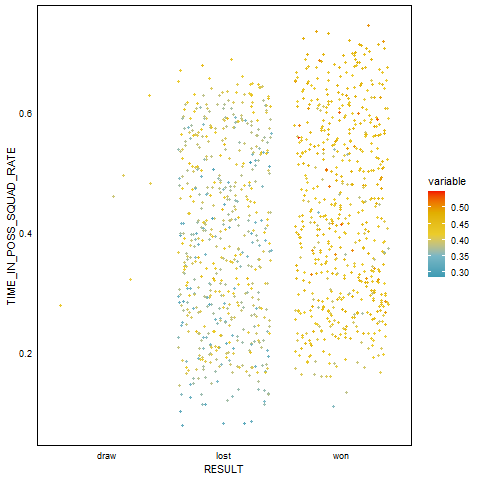 TIME_IN_POSS_SQUAD_RATE
0.6
0.4
0.2
draw lost won
RESULT
variable
0.50
0.45
0.40
0.35
0.30